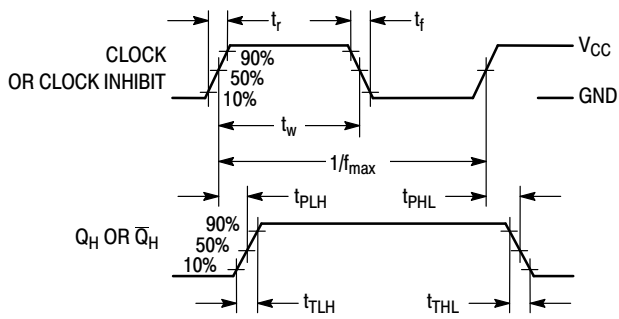 t_r
t_f
CLOCK
OR CLOCK INHIBIT
90%
50%
10%
V_CC
GND
t_w
1/f_max
t_PLH
t_PHL
Q_H OR Q̅_H
90%
50%
10%
t_TLH
t_THL